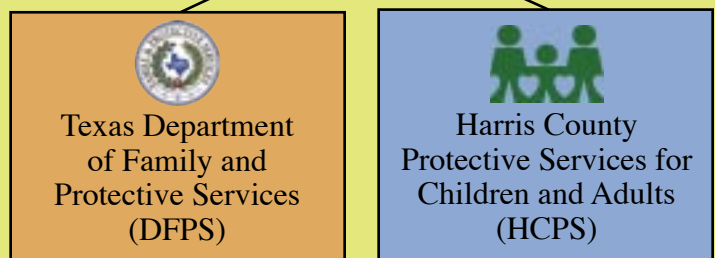 Texas Department
of Family and
Protective Services
(DFPS)
Harris County
Protective Services for
Children and Adults
(HCPS)